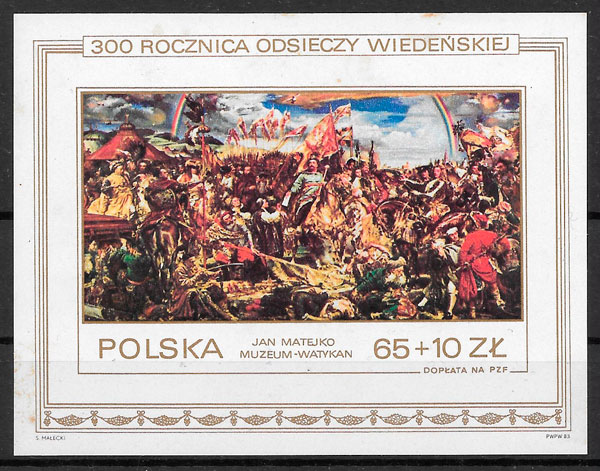 300 ROCZNICA ODSIECZY WIEDEŃSKIEJ
POLSKA
JAN MATEJKO
MUZEUM-WATYKAN
65+10 ZŁ
DOPŁATA NA PZF
S. MAŁECKI
PWPW 83